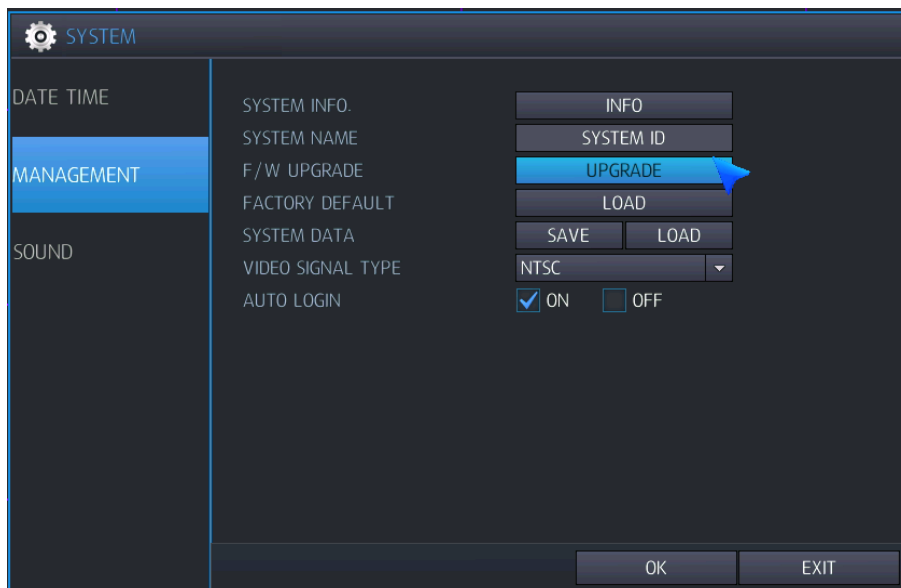 SYSTEM
DATE TIME
MANAGEMENT
SOUND
SYSTEM INFO. INFO
SYSTEM NAME SYSTEM ID
F/W UPGRADE UPGRADE
FACTORY DEFAULT LOAD
SYSTEM DATA SAVE LOAD
VIDEO SIGNAL TYPE NTSC
AUTO LOGIN ON OFF
OK EXIT